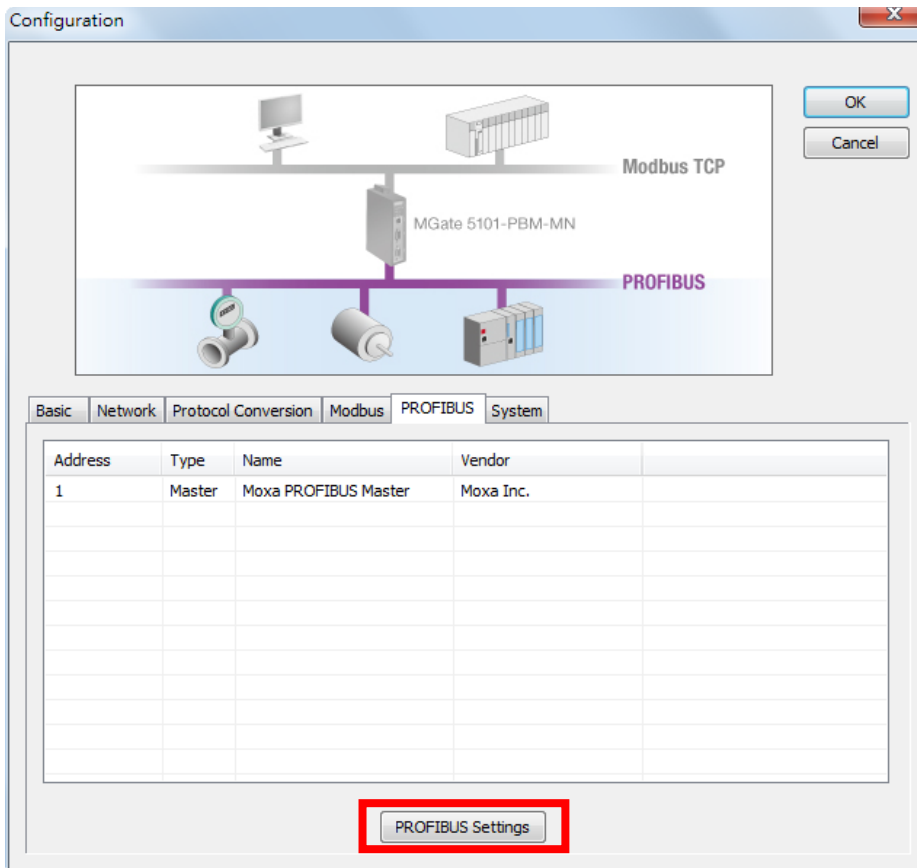 Configuration
OK
Cancel
Modbus TCP
MGate 5101-PBM-MN
PROFIBUS
Basic Network Protocol Conversion Modbus PROFIBUS System
Address Type Name Vendor
1 Master Moxa PROFIBUS Master Moxa Inc.
PROFIBUS Settings